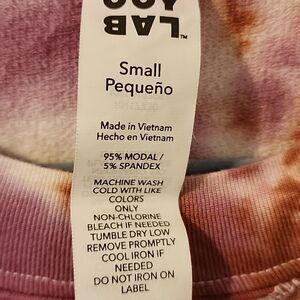 YOU
LAB™
Small
Pequeño
Made in Vietnam
Hecho en Vietnam
95% MODAL /
5% SPANDEX
MACHINE WASH
COLD WITH LIKE
COLORS
ONLY
NON-CHLORINE
BLEACH IF NEEDED
TUMBLE DRY LOW
REMOVE PROMPTLY
COOL IRON IF
NEEDED
DO NOT IRON ON
LABEL